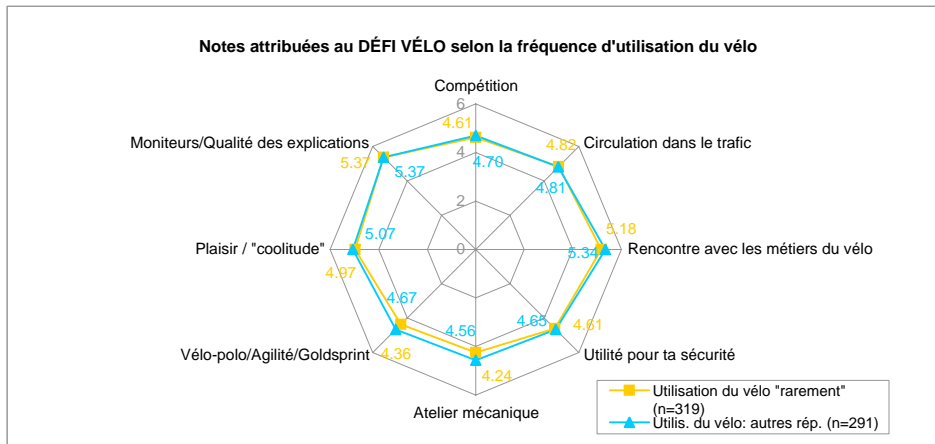 Notes attribuées au DÉFI VÉLO selon la fréquence d'utilisation du vélo
Compétition
6
4.61
4.82
Moniteurs/Qualité des explications
Circulation dans le trafic
5.37
4
4.70
5.37
4.81
2
5.07
5.18
Plaisir / "coolitude"
0
5.34
Rencontre avec les métiers du vélo
4.97
4.67
4.56
4.65
4.61
Vélo-polo/Agilité/Goldsprint
4.36
Utilité pour ta sécurité
4.24
Atelier mécanique
Utilisation du vélo "rarement"
(n=319)
Utilis. du vélo: autres rép. (n=291)